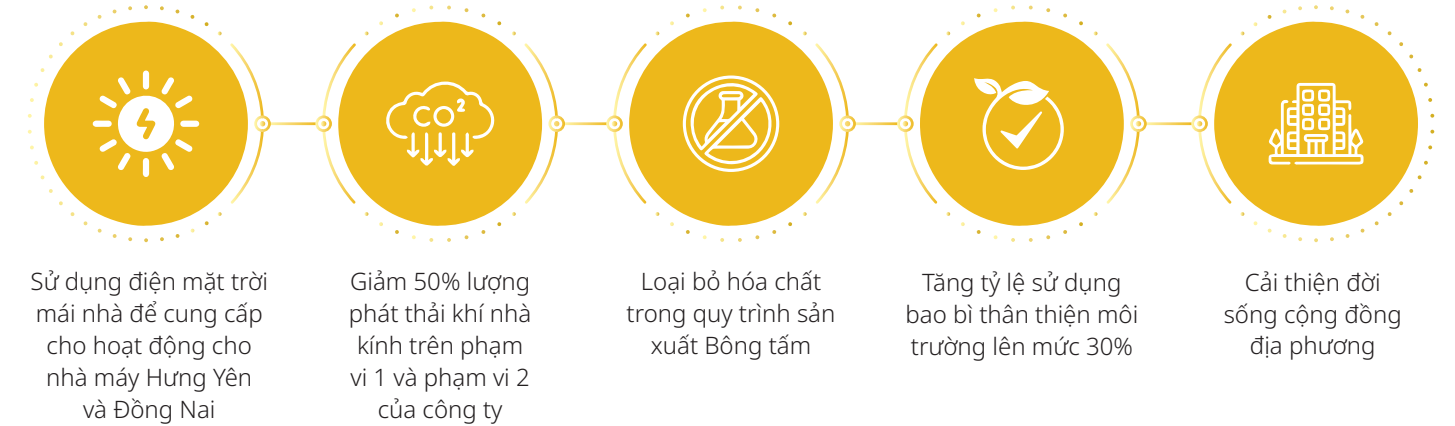 CO²
Sử dụng điện mặt trời
mái nhà để cung cấp
cho hoạt động cho
nhà máy Hưng Yên
và Đồng Nai
Giảm 50% lượng
phát thải khí nhà
kính trên phạm
vi 1 và phạm vi 2
của công ty
Loại bỏ hóa chất
trong quy trình sản
xuất Bông tấm
Tăng tỷ lệ sử dụng
bao bì thân thiện môi
trường lên mức 30%
Cải thiện đời
sống cộng đồng
địa phương